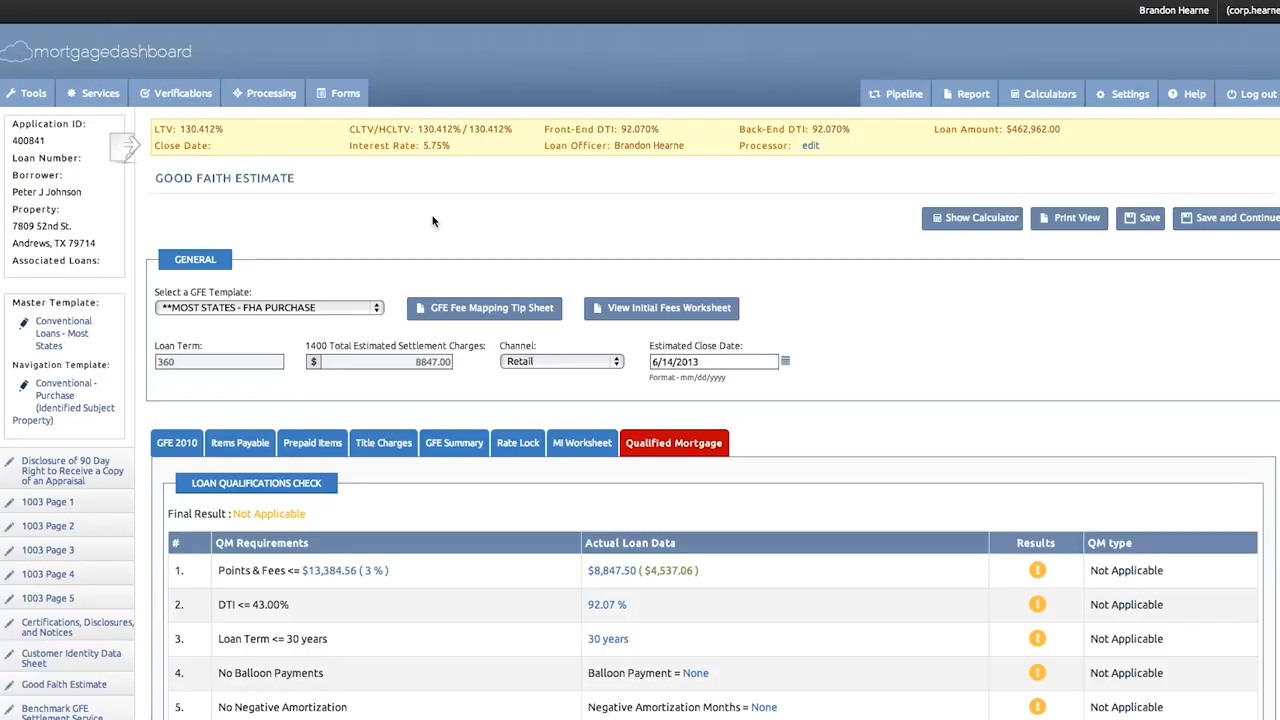 Brandon Hearne (corp.hearne
mortgagedashboard
Tools Services Verifications Processing Forms Pipeline Report Calculators Settings Help Log out
Application ID:
400841
Loan Number:
Borrower:
Peter J Johnson
Property:
7809 52nd St.
Andrews, TX 79714
Associated Loans:
LTV: 130.412% CLTV/HCLTV: 130.412% / 130.412% Front-End DTI: 92.070% Back-End DTI: 92.070% Loan Amount: $462,962.00
Close Date: Interest Rate: 5.75% Loan Officer: Brandon Hearne Processor: edit
GOOD FAITH ESTIMATE
Show Calculator Print View Save Save and Continue
Master Template:
Conventional
Loans - Most
States
Navigation Template:
Conventional -
Purchase
(Identified Subject
Property)
Disclosure of 90 Day
Right to Receive a Copy
of an Appraisal
1003 Page 1
1003 Page 2
1003 Page 3
1003 Page 4
1003 Page 5
Certifications, Disclosures,
and Notices
Customer Identity Data
Sheet
Good Faith Estimate
Benchmark GFE
Settlement Service
GENERAL
Select a GFE Template:
**MOST STATES - FHA PURCHASE GFE Fee Mapping Tip Sheet View Initial Fees Worksheet
Loan Term: 1400 Total Estimated Settlement Charges: Channel: Estimated Close Date:
360 $ 8847.00 Retail 6/14/2013
Format - mm/dd/yyyy
GFE 2010 Items Payable Prepaid Items Title Charges GFE Summary Rate Lock MI Worksheet Qualified Mortgage
LOAN QUALIFICATIONS CHECK
Final Result : Not Applicable
# QM Requirements Actual Loan Data Results QM type
1. Points & Fees <= $13,384.56 ( 3 % ) $8,847.50 ( $4,537.06 ) Not Applicable
2. DTI <= 43.00% 92.07 % Not Applicable
3. Loan Term <= 30 years 30 years Not Applicable
4. No Balloon Payments Balloon Payment = None Not Applicable
5. No Negative Amortization Negative Amortization Months = None Not Applicable